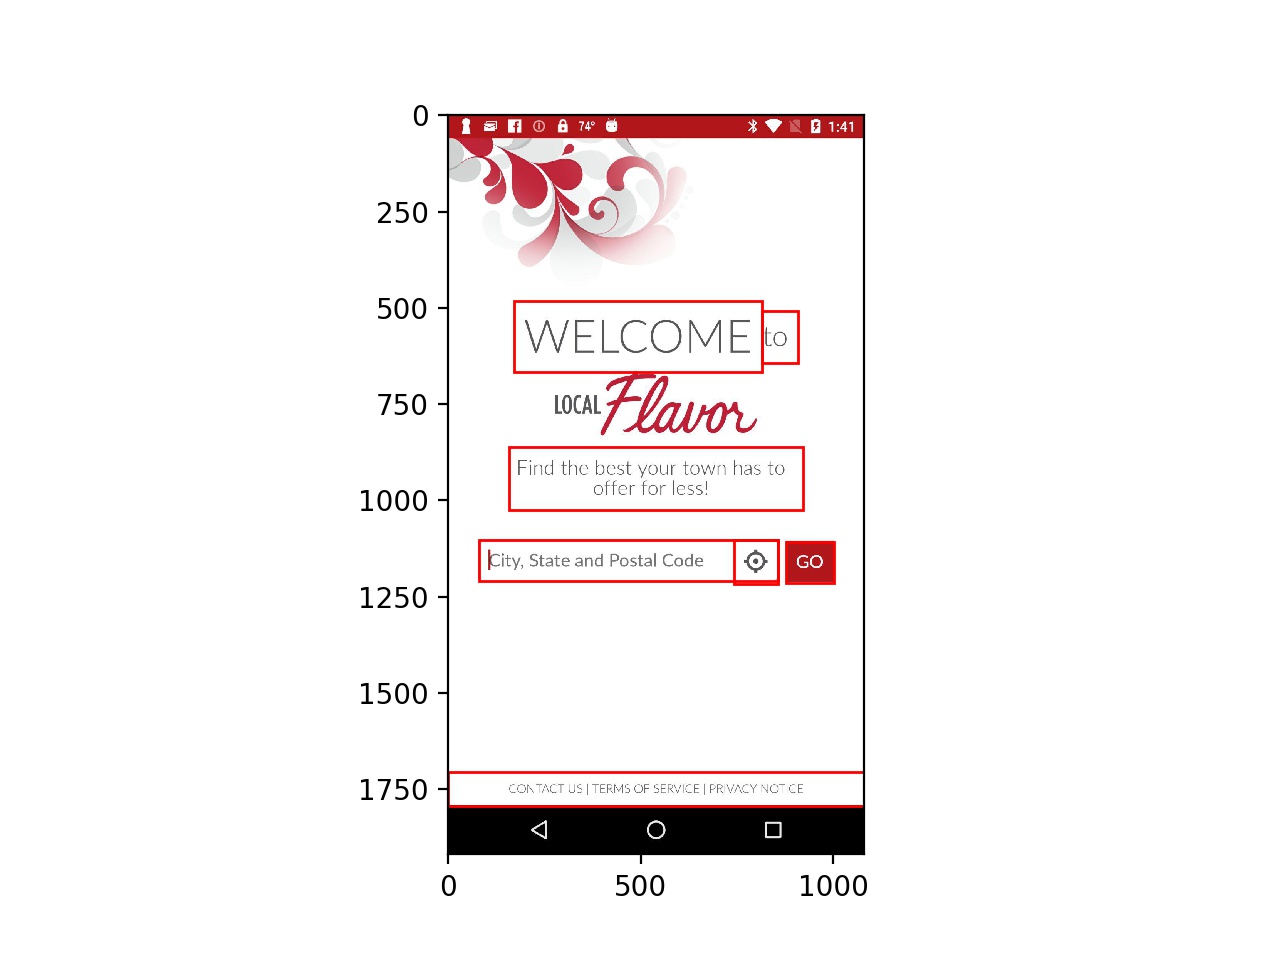 0
250
500
750
1000
1250
1500
1750
74° 1:41
WELCOME to
LOCAL Flavor
Find the best your town has to
offer for less!
City, State and Postal Code
GO
CONTACT US | TERMS OF SERVICE | PRIVACY NOTICE
0 500 1000